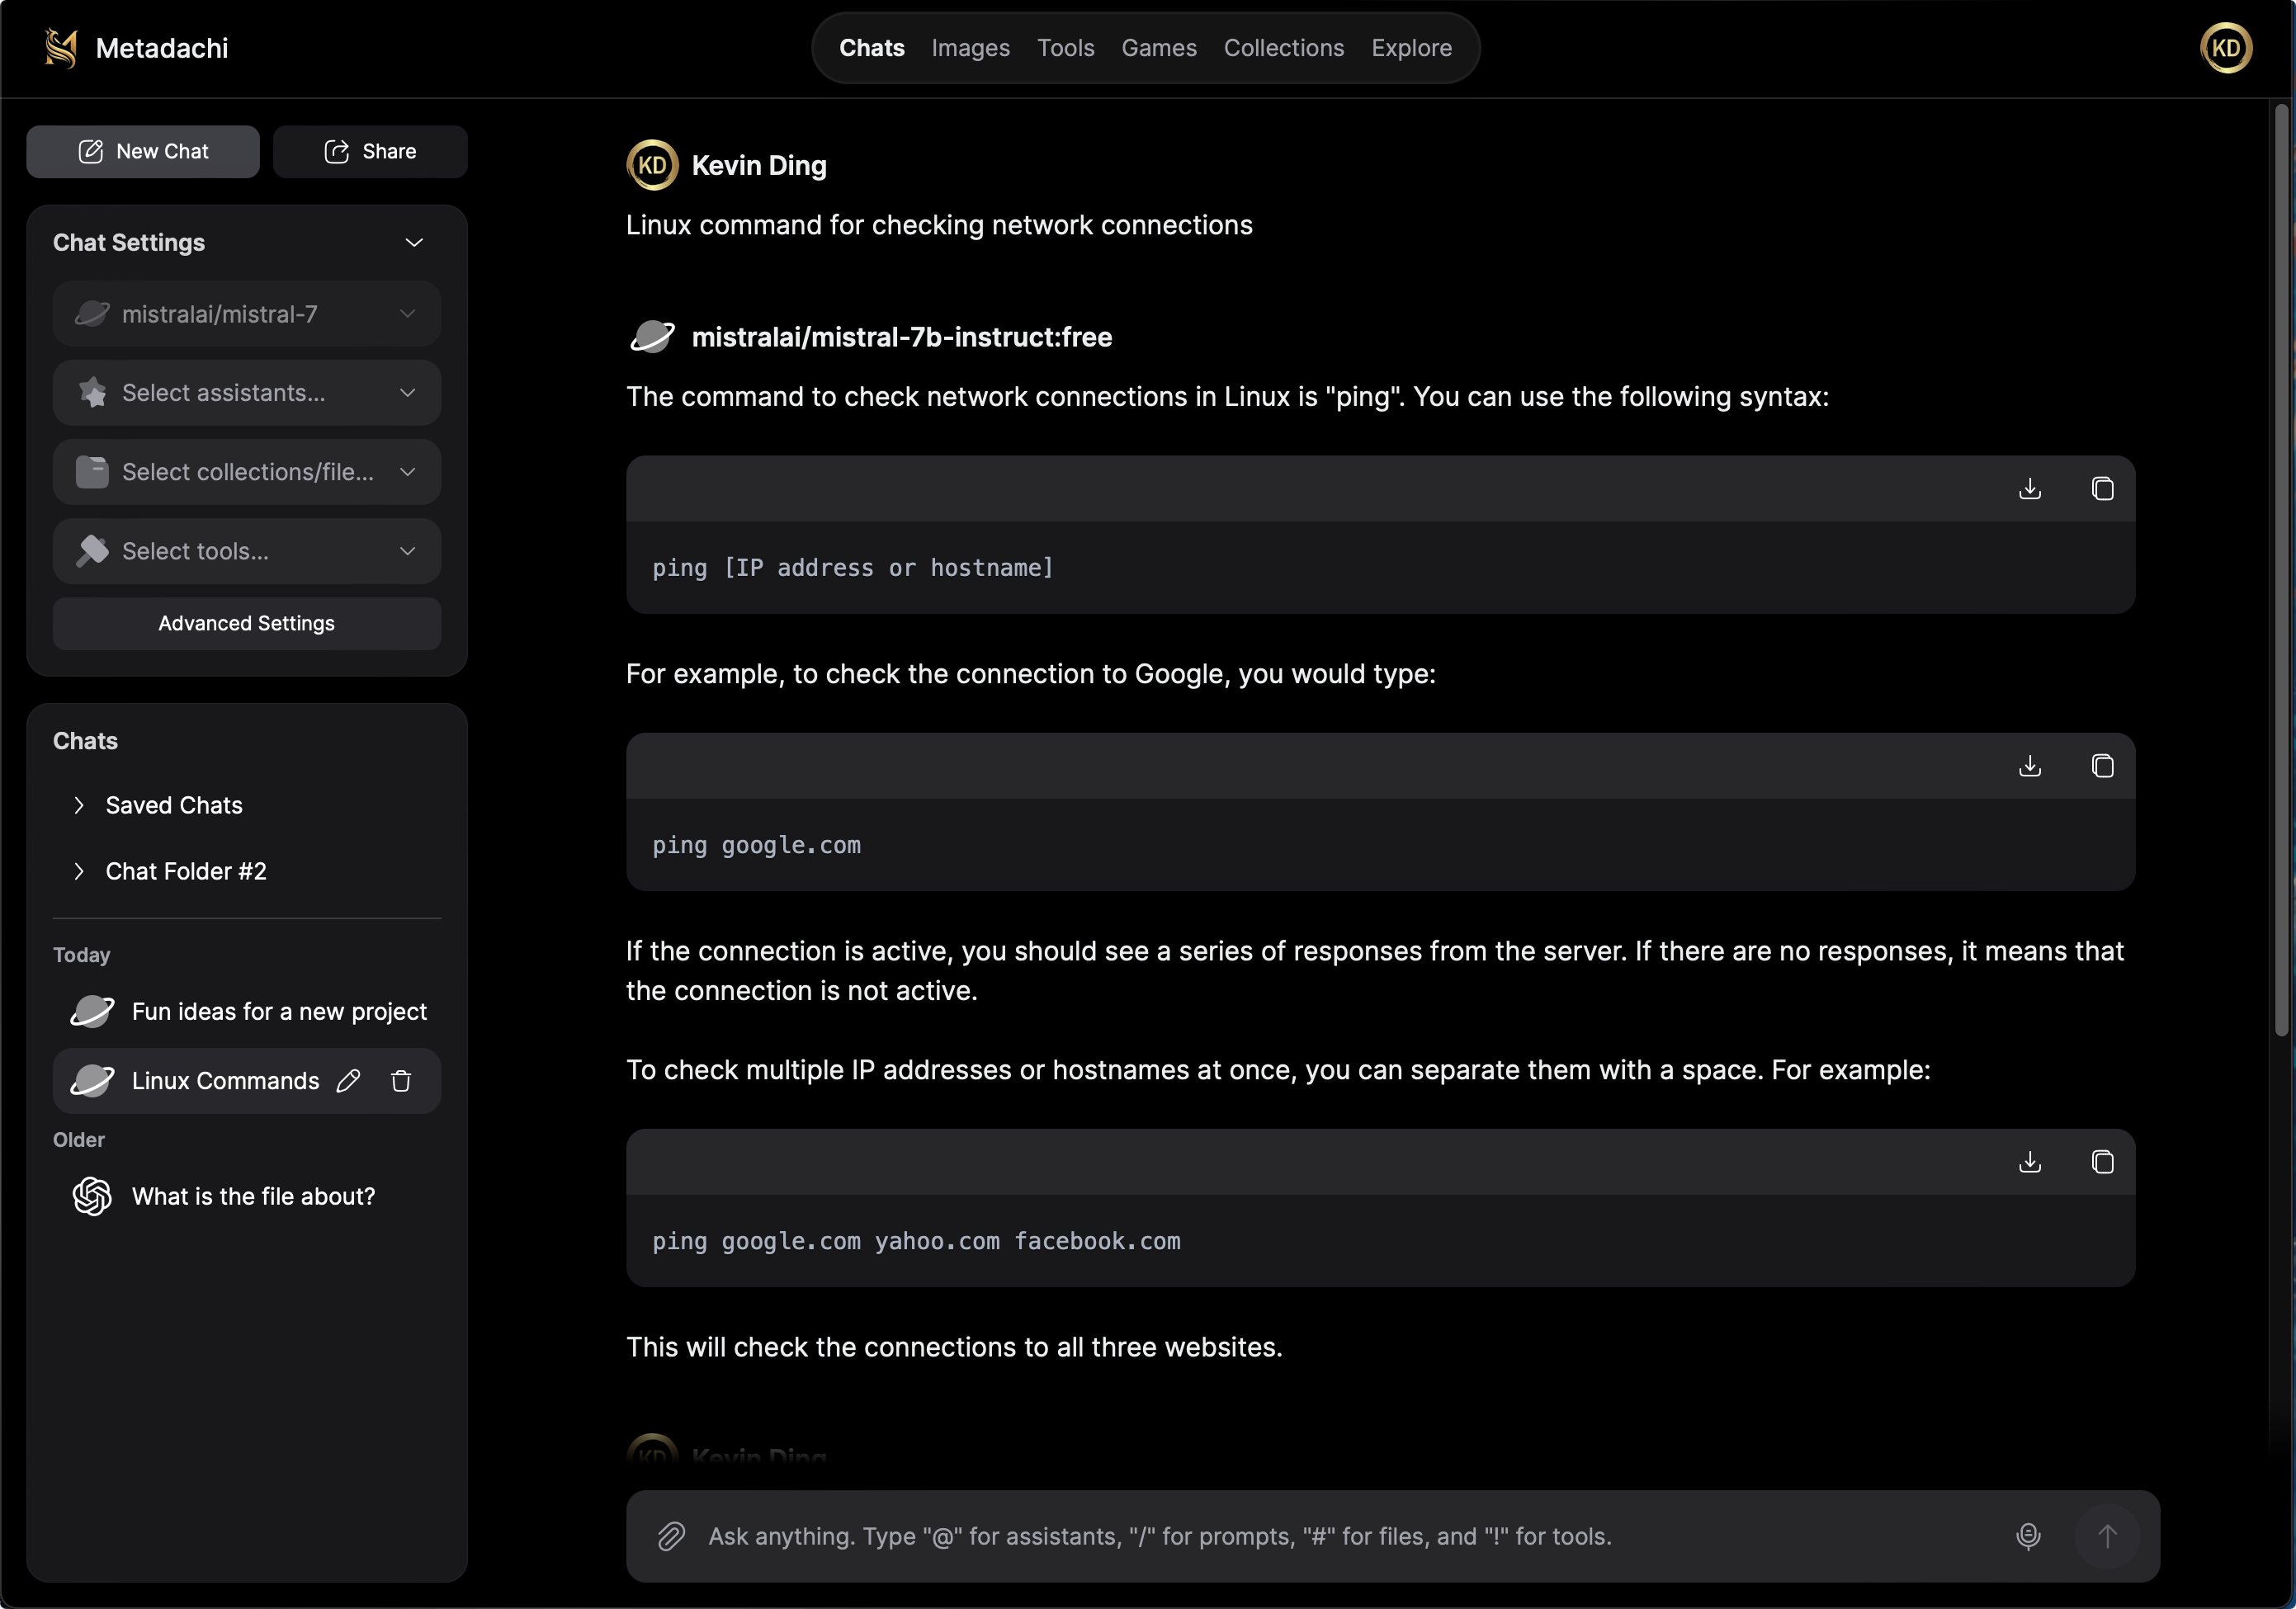 Metadachi
Chats Images Tools Games Collections Explore
KD
New Chat
Share
Chat Settings
mistralai/mistral-7
Select assistants...
Select collections/file...
Select tools...
Advanced Settings
Chats
Saved Chats
Chat Folder #2
Today
Fun ideas for a new project
Linux Commands
Older
What is the file about?
KD Kevin Ding
Linux command for checking network connections
mistralai/mistral-7b-instruct:free
The command to check network connections in Linux is "ping". You can use the following syntax:
ping [IP address or hostname]
For example, to check the connection to Google, you would type:
ping google.com
If the connection is active, you should see a series of responses from the server. If there are no responses, it means that
the connection is not active.
To check multiple IP addresses or hostnames at once, you can separate them with a space. For example:
ping google.com yahoo.com facebook.com
This will check the connections to all three websites.
KD Kevin Ding
Ask anything. Type "@" for assistants, "/" for prompts, "#" for files, and "!" for tools.